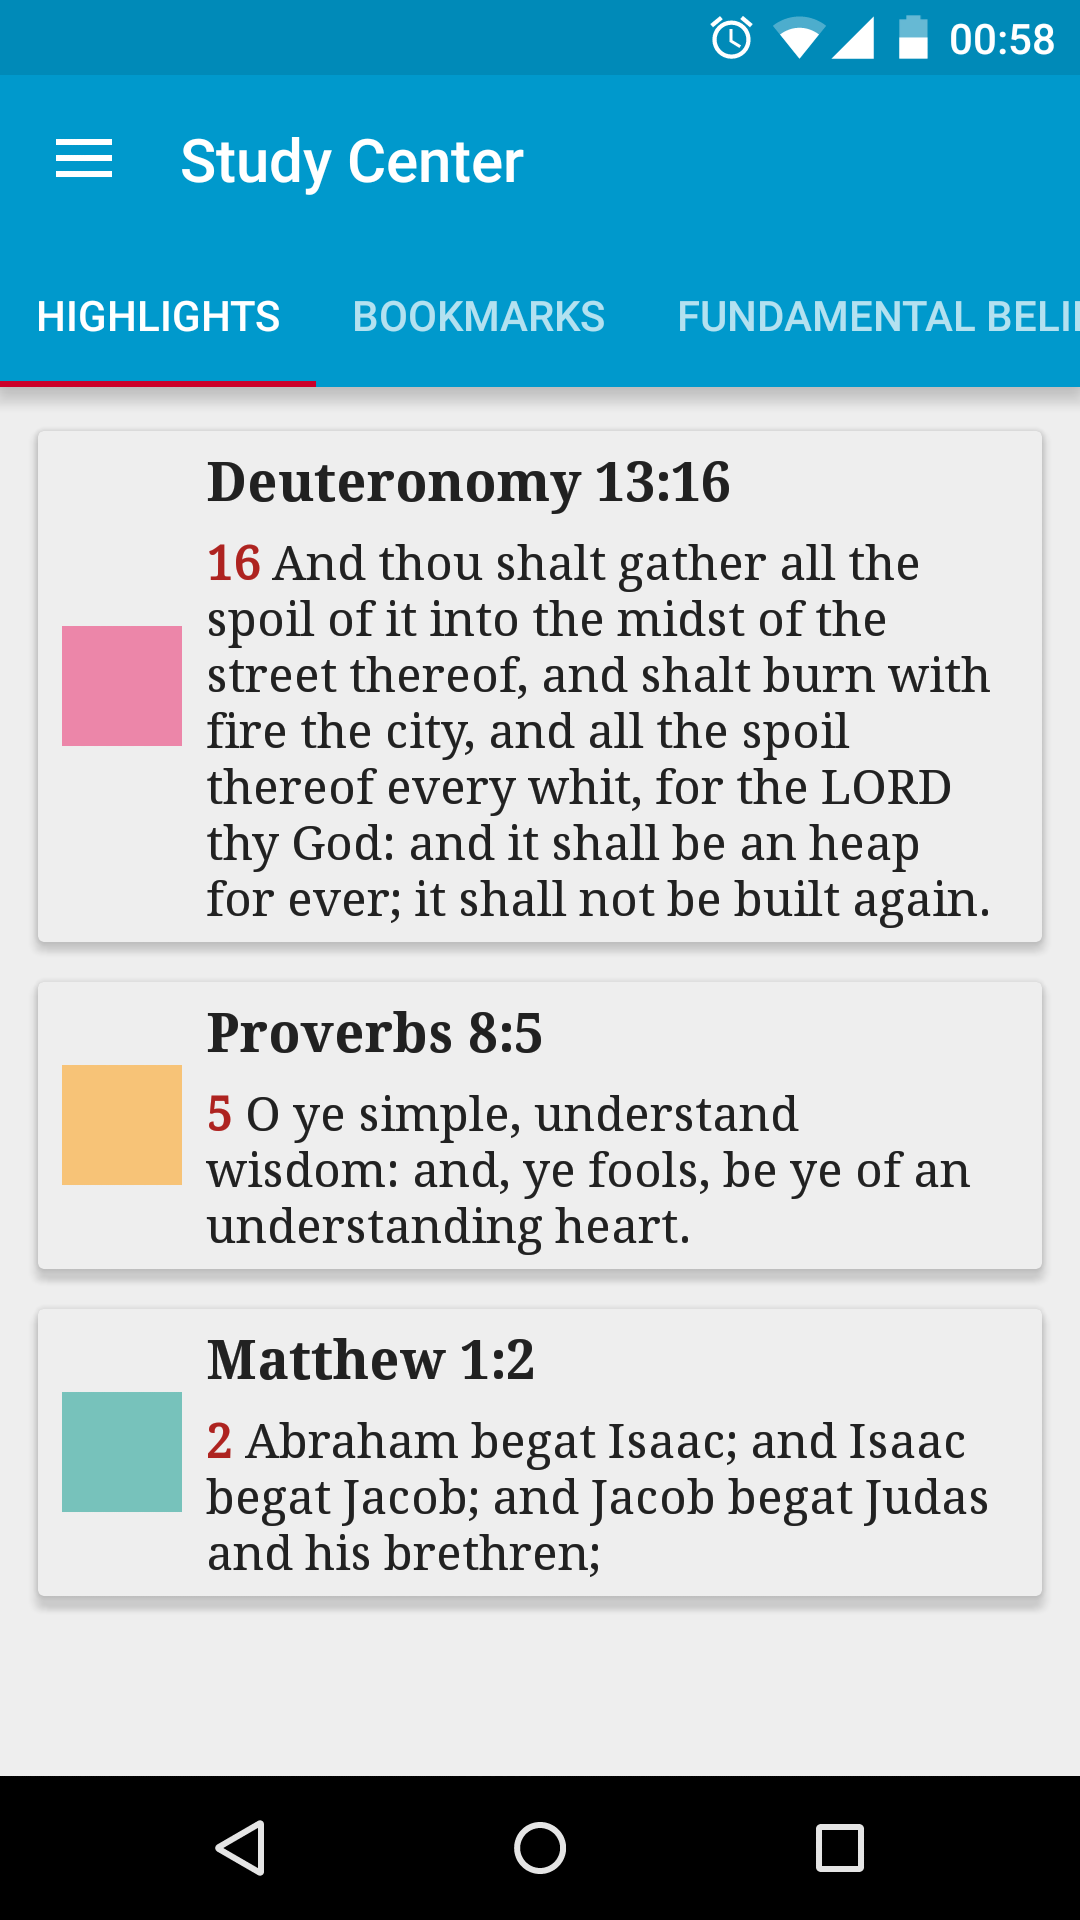 00:58
Study Center
HIGHLIGHTS BOOKMARKS FUNDAMENTAL
Deuteronomy 13:16
16 And thou shalt gather all the
spoil of it into the midst of the
street thereof, and shalt burn with
fire the city, and all the spoil
thereof every whit, for the LORD
thy God: and it shall be an heap
for ever; it shall not be built again.
Proverbs 8:5
5 O ye simple, understand
wisdom: and, ye fools, be ye of an
understanding heart.
Matthew 1:2
2 Abraham begat Isaac; and Isaac
begat Jacob; and Jacob begat Judas
and his brethren;